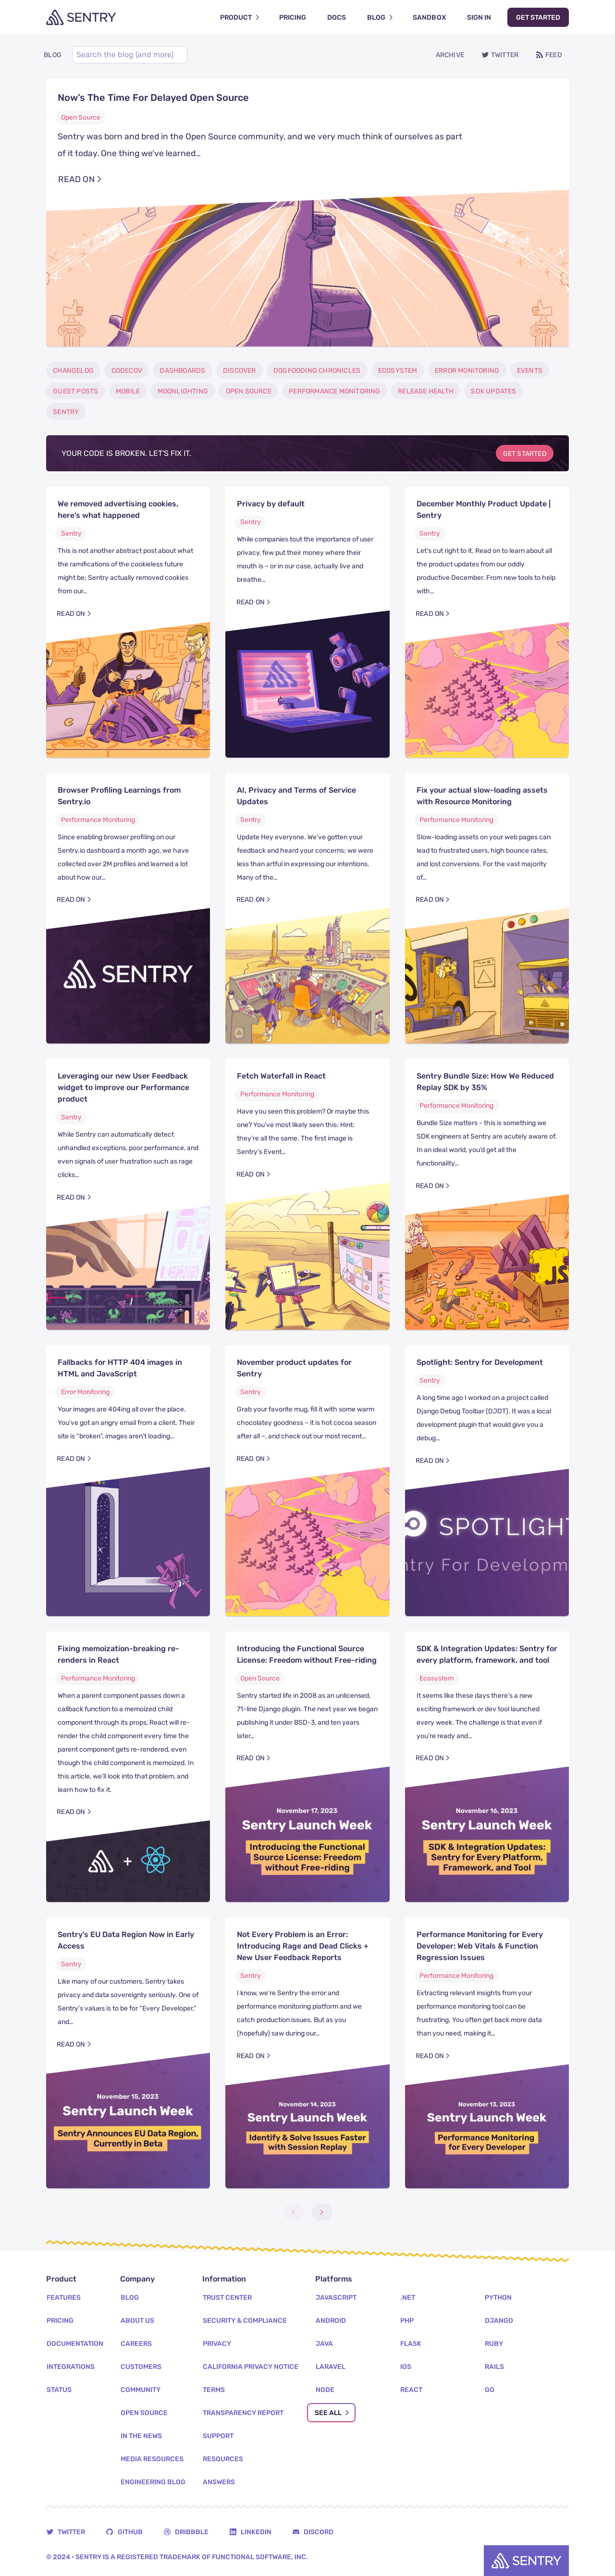 SENTRY
PRODUCT
PRICING
DOCS
BLOG
SANDBOX
SIGN IN
GET STARTED
BLOG
Search the blog (and more)
ARCHIVE
TWITTER
FEED
Now's The Time For Delayed Open Source
Open Source
Sentry was born and bred in the Open Source community, and we very much think of ourselves as part
of it today. One thing we've learned…
READ ON
CHANGELOG
CODECOV
DASHBOARDS
DISCOVER
DOGFOODING CHRONICLES
ECOSYSTEM
ERROR MONITORING
EVENTS
GUEST POSTS
MOBILE
MOONLIGHTING
OPEN SOURCE
PERFORMANCE MONITORING
RELEASE HEALTH
SDK UPDATES
SENTRY
YOUR CODE IS BROKEN. LET'S FIX IT.
GET STARTED
We removed advertising cookies,
here's what happened
Sentry
This is not another abstract post about what
the ramifications of the cookieless future
might be; Sentry actually removed cookies
from our…
READ ON
Privacy by default
Sentry
While companies tout the importance of user
privacy, few put their money where their
mouth is – or in our case, actually live and
breathe…
READ ON
December Monthly Product Update |
Sentry
Sentry
Let's cut right to it. Read on to learn about all
the product updates from our oddly
productive December. From new tools to help
with…
READ ON
Browser Profiling Learnings from
Sentry.io
Performance Monitoring
Since enabling browser profiling on our
Sentry.io dashboard a month ago, we have
collected over 2M profiles and learned a lot
about how our…
READ ON
SENTRY
AI, Privacy and Terms of Service
Updates
Sentry
Update Hey everyone. We've gotten your
feedback and heard your concerns; we were
less than artful in expressing our intentions.
Many of the…
READ ON
Fix your actual slow-loading assets
with Resource Monitoring
Performance Monitoring
Slow-loading assets on your web pages can
lead to frustrated users, high bounce rates,
and lost conversions. For the vast majority
of…
READ ON
Leveraging our new User Feedback
widget to improve our Performance
product
Sentry
While Sentry can automatically detect
unhandled exceptions, poor performance, and
even signals of user frustration such as rage
clicks…
READ ON
Fetch Waterfall in React
Performance Monitoring
Have you seen this problem? Or maybe this
one? You've most likely seen this: Hint:
they're all the same. The first image is
Sentry's Event…
READ ON
Sentry Bundle Size: How We Reduced
Replay SDK by 35%
Performance Monitoring
Bundle Size matters - this is something we
SDK engineers at Sentry are acutely aware of.
In an ideal world, you'd get all the
functionality…
READ ON
JS
Fallbacks for HTTP 404 images in
HTML and JavaScript
Error Monitoring
Your images are 404ing all over the place.
You've got an angry email from a client. Their
site is "broken", images aren't loading…
READ ON
November product updates for
Sentry
Sentry
Grab your favorite mug, fill it with some warm
chocolatey goodness – it is hot cocoa season
after all –, and check out our most recent…
READ ON
Spotlight: Sentry for Development
Sentry
A long time ago I worked on a project called
Django Debug Toolbar (DJDT). It was a local
development plugin that would give you a
debug…
READ ON
SPOTLIGHT
ntry For Developme
Fixing memoization-breaking re-
renders in React
Performance Monitoring
When a parent component passes down a
callback function to a memoized child
component through its props, React will re-
render the child component every time the
parent component gets re-rendered, even
though the child component is memoized. In
this article, we'll look into that problem, and
learn how to fix it.
READ ON
+
Introducing the Functional Source
License: Freedom without Free-riding
Open Source
Sentry started life in 2008 as an unlicensed,
71-line Django plugin. The next year we began
publishing it under BSD-3, and ten years
later…
READ ON
November 17, 2023
Sentry Launch Week
Introducing the Functional
Source License: Freedom
without Free-riding
SDK & Integration Updates: Sentry for
every platform, framework, and tool
Ecosystem
It seems like these days there's a new
exciting framework or dev tool launched
every week. The challenge is that even if
you're ready and…
READ ON
November 16, 2023
Sentry Launch Week
SDK & Integration Updates:
Sentry for Every Platform,
Framework, and Tool
Sentry's EU Data Region Now in Early
Access
Sentry
Like many of our customers, Sentry takes
privacy and data sovereignty seriously. One of
Sentry's values is to be for "Every Developer,"
and…
READ ON
November 15, 2023
Sentry Launch Week
Sentry Announces EU Data Region,
Currently in Beta
Not Every Problem is an Error:
Introducing Rage and Dead Clicks +
New User Feedback Reports
Sentry
I know, we're Sentry the error and
performance monitoring platform and we
catch production issues. But as you
(hopefully) saw during our…
READ ON
November 14, 2023
Sentry Launch Week
Identify & Solve Issues Faster
with Session Replay
Performance Monitoring for Every
Developer: Web Vitals & Function
Regression Issues
Performance Monitoring
Extracting relevant insights from your
performance monitoring tool can be
frustrating. You often get back more data
than you need, making it…
READ ON
November 13, 2023
Sentry Launch Week
Performance Monitoring
for Every Developer
Product
FEATURES
PRICING
DOCUMENTATION
INTEGRATIONS
STATUS
Company
BLOG
ABOUT US
CAREERS
CUSTOMERS
COMMUNITY
OPEN SOURCE
IN THE NEWS
MEDIA RESOURCES
ENGINEERING BLOG
Information
TRUST CENTER
SECURITY & COMPLIANCE
PRIVACY
CALIFORNIA PRIVACY NOTICE
TERMS
TRANSPARENCY REPORT
SUPPORT
RESOURCES
ANSWERS
Platforms
JAVASCRIPT
ANDROID
JAVA
LARAVEL
NODE
SEE ALL
.NET
PHP
FLASK
IOS
REACT
PYTHON
DJANGO
RUBY
RAILS
GO
TWITTER
GITHUB
DRIBBBLE
LINKEDIN
DISCORD
© 2024 • SENTRY IS A REGISTERED TRADEMARK OF FUNCTIONAL SOFTWARE, INC.
SENTRY